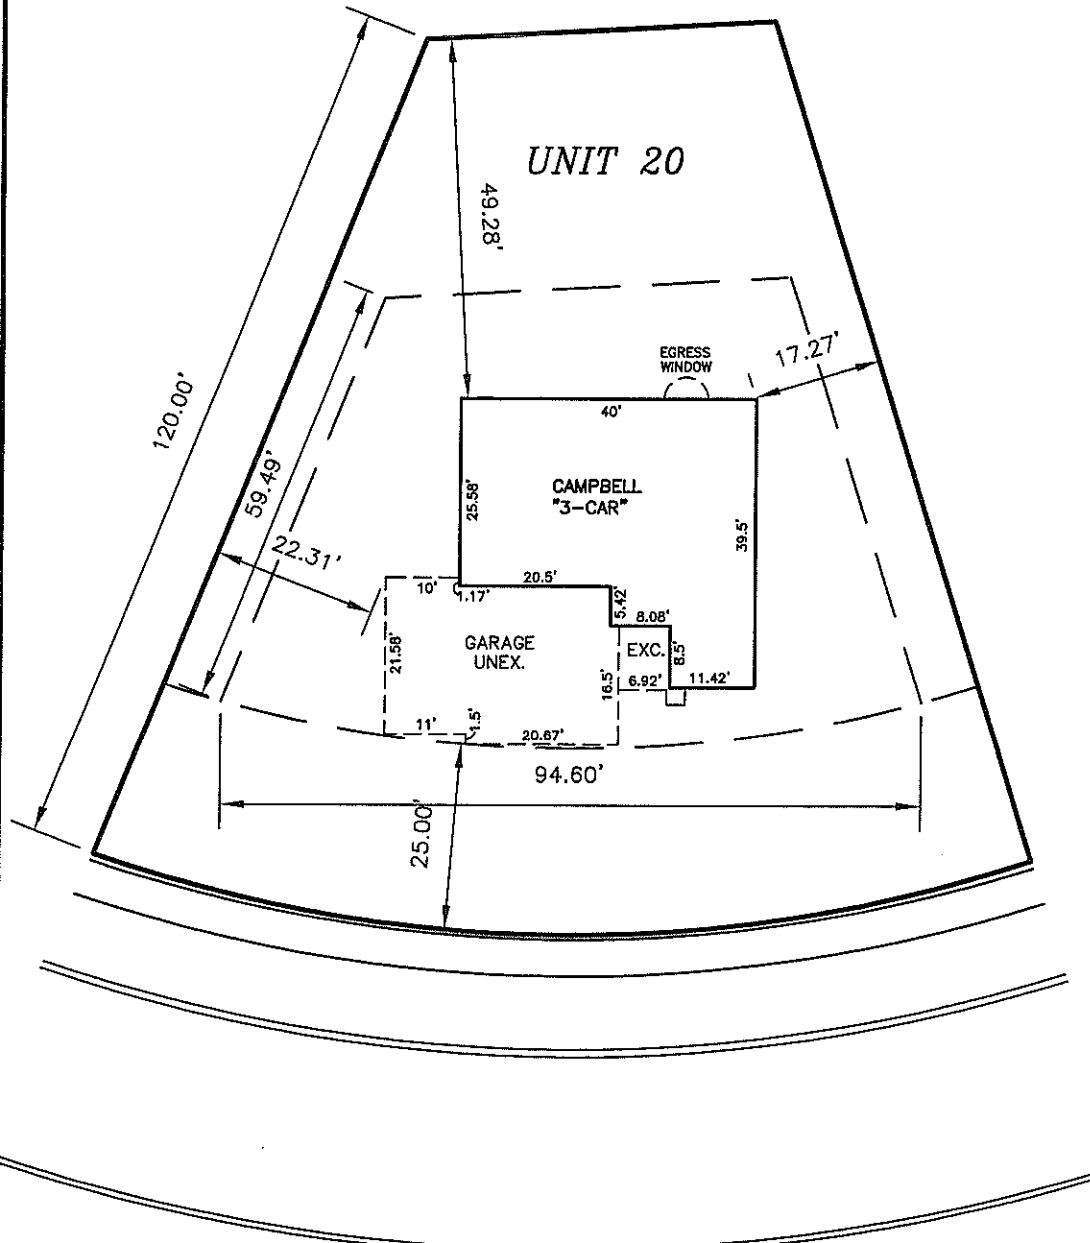 UNIT 20
49.28'
120.00'
59.49'
22.31'
17.27'
EGRESS
WINDOW
40'
25.58'
CAMPBELL
"3-CAR"
39.5'
10'
1.17'
20.5'
5.42'
8.08'
21.58'
GARAGE
UNEX.
EXC.
8.5'
16.5'
6.92'
11.42'
11'
1.5'
20.67'
94.60'
25.00'